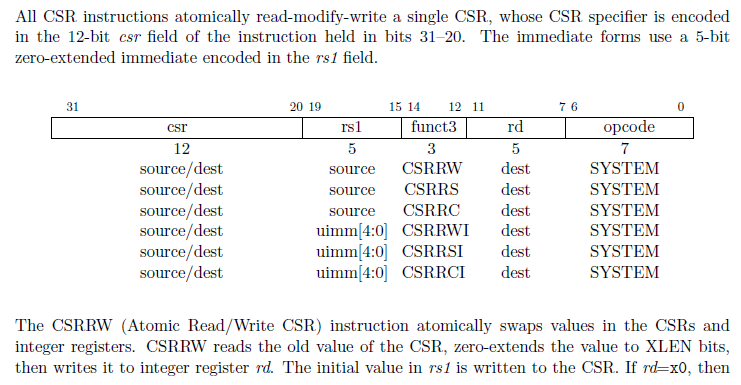 All CSR instructions atomically read-modify-write a single CSR, whose CSR specifier is encoded
in the 12-bit csr field of the instruction held in bits 31–20. The immediate forms use a 5-bit
zero-extended immediate encoded in the rs1 field.
31 20 19 15 14 12 11 7 6 0
csr rs1 funct3 rd opcode
12 5 3 5 7
source/dest source CSRRW dest SYSTEM
source/dest source CSRRS dest SYSTEM
source/dest source CSRRC dest SYSTEM
source/dest uimm[4:0] CSRRWI dest SYSTEM
source/dest uimm[4:0] CSRRSI dest SYSTEM
source/dest uimm[4:0] CSRRCI dest SYSTEM
The CSRRW (Atomic Read/Write CSR) instruction atomically swaps values in the CSRs and
integer registers. CSRRW reads the old value of the CSR, zero-extends the value to XLEN bits,
then writes it to integer register rd. The initial value in rs1 is written to the CSR. If rd=x0, then